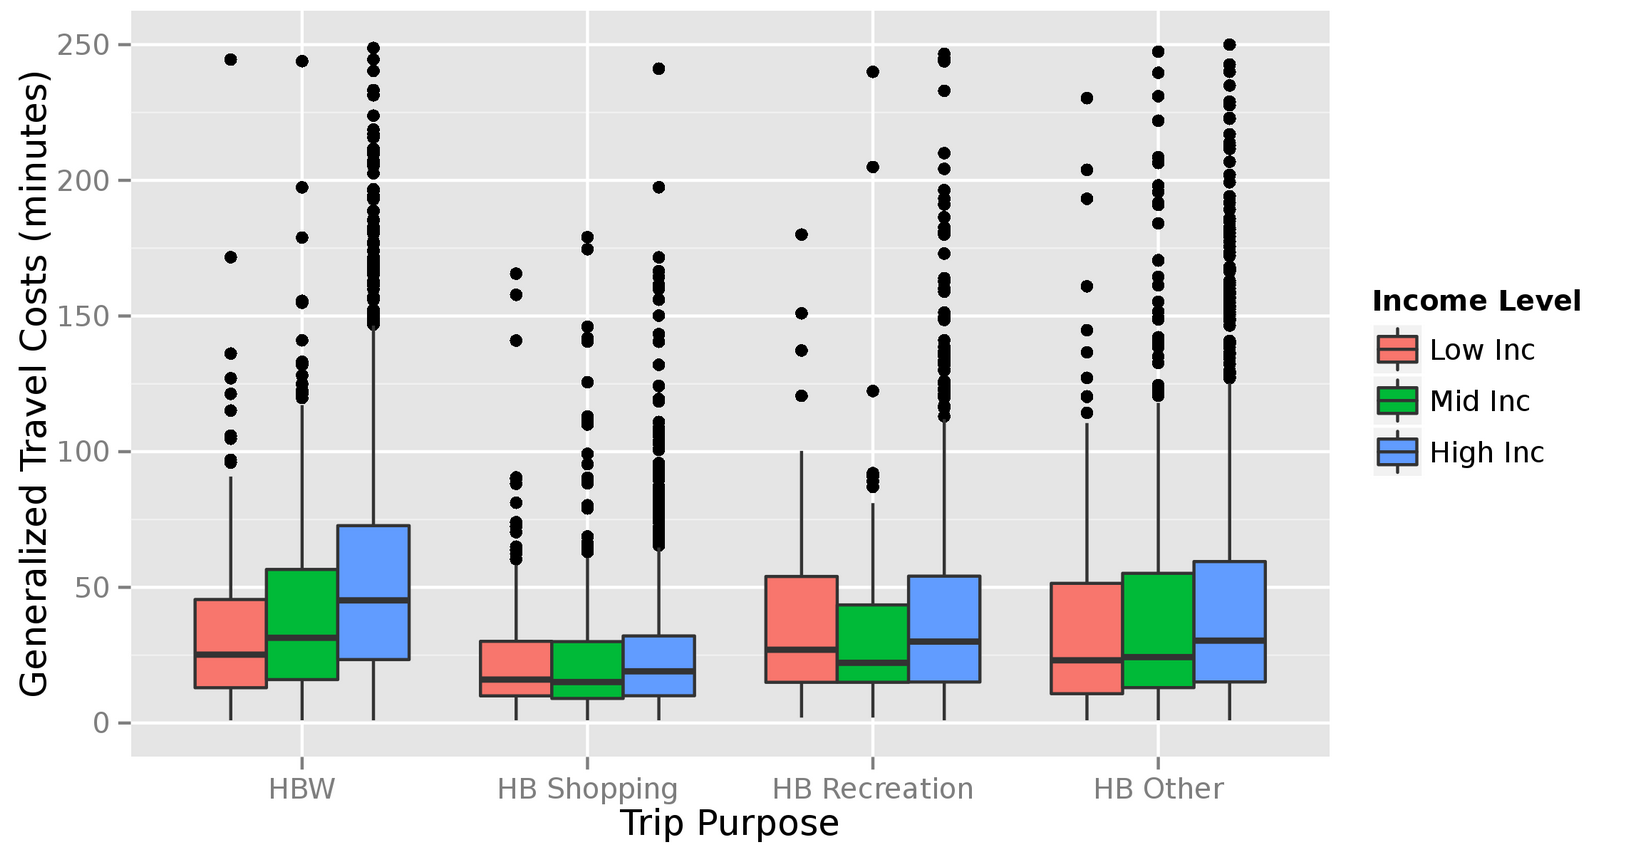 Generalized Travel Costs (minutes)
250
200
150
100
50
0
HBW HB Shopping HB Recreation HB Other
Trip Purpose
Income Level
Low Inc
Mid Inc
High Inc